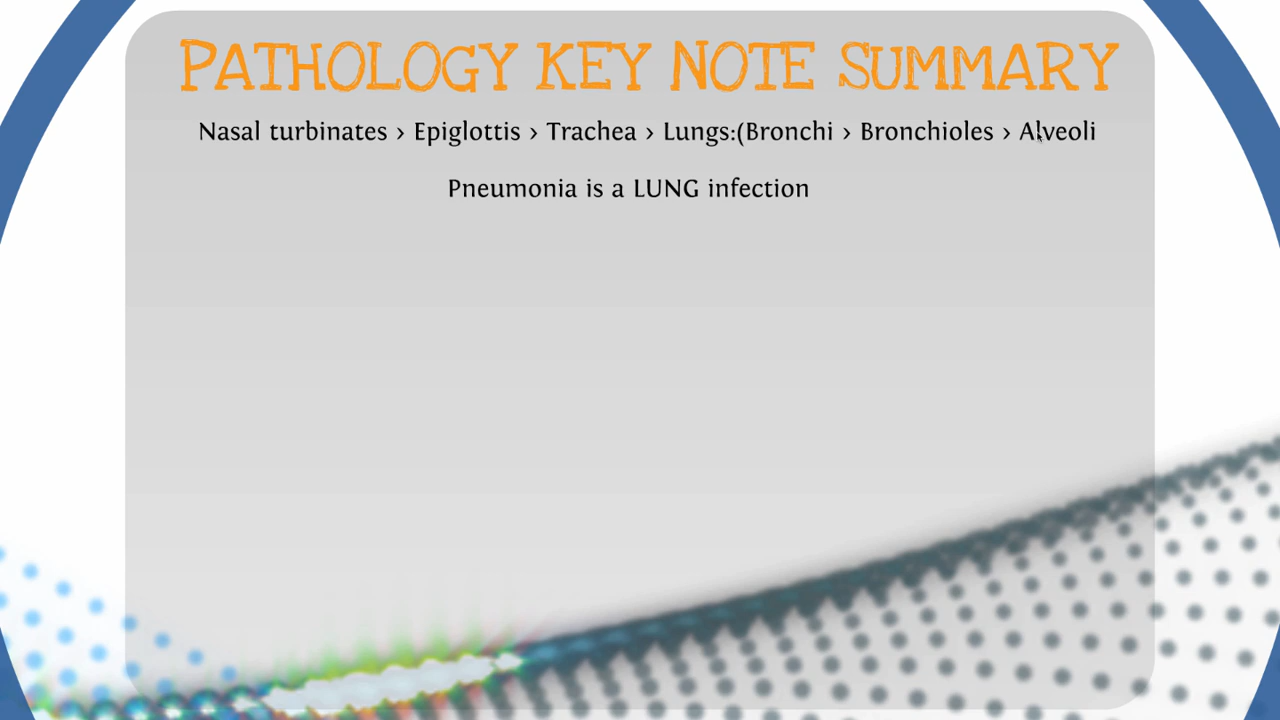 PATHOLOGY KEY NOTE SUMMARY
Nasal turbinates › Epiglottis › Trachea › Lungs:(Bronchi › Bronchioles › Alveoli
Pneumonia is a LUNG infection